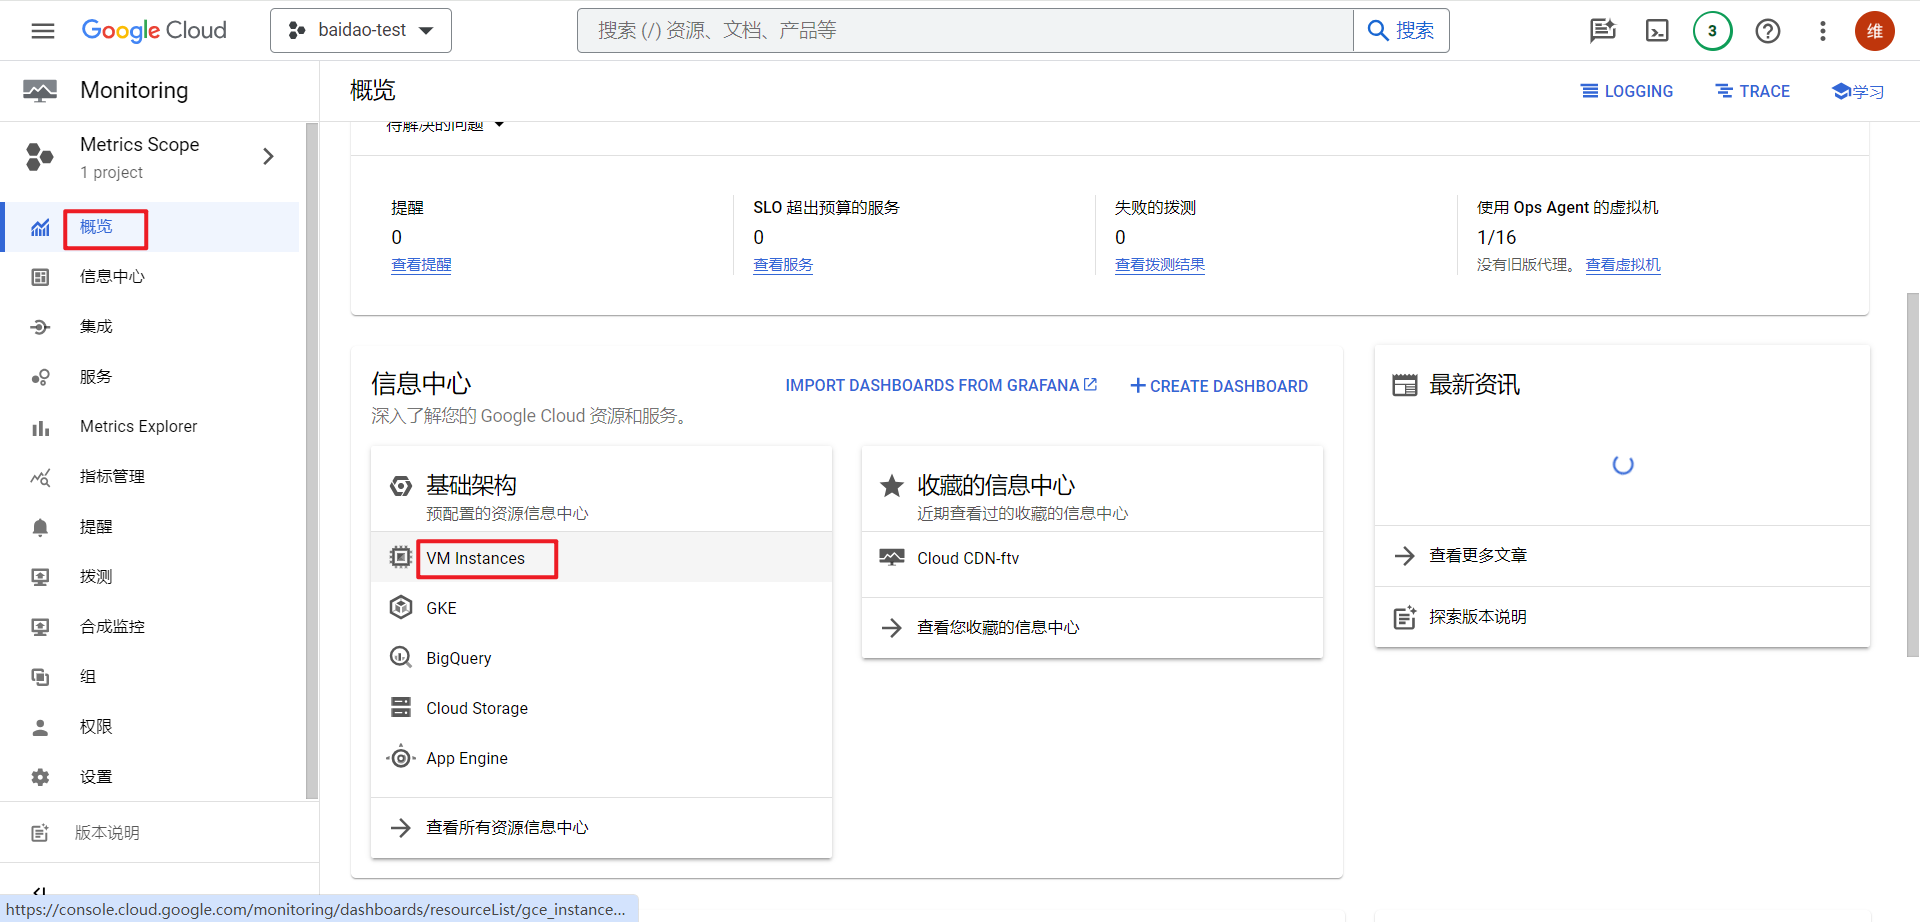 Google Cloud
baidao-test
搜索 (/) 资源、文档、产品等
搜索
3
维
Monitoring
概览
LOGGING
TRACE
学习
Metrics Scope
1 project
概览
信息中心
集成
服务
Metrics Explorer
指标管理
提醒
拨测
合成监控
组
权限
设置
版本说明
待解决的问题
提醒
0
查看提醒
SLO 超出预算的服务
0
查看服务
失败的拨测
0
查看拨测结果
使用 Ops Agent 的虚拟机
1/16
没有旧版代理。 查看虚拟机
信息中心
IMPORT DASHBOARDS FROM GRAFANA
CREATE DASHBOARD
深入了解您的 Google Cloud 资源和服务。
基础架构
预配置的资源信息中心
VM Instances
GKE
BigQuery
Cloud Storage
App Engine
查看所有资源信息中心
收藏的信息中心
近期查看过的收藏的信息中心
Cloud CDN-ftv
查看您收藏的信息中心
最新资讯
查看更多文章
探索版本说明
https://console.cloud.google.com/monitoring/dashboards/resourceList/gce_instance...